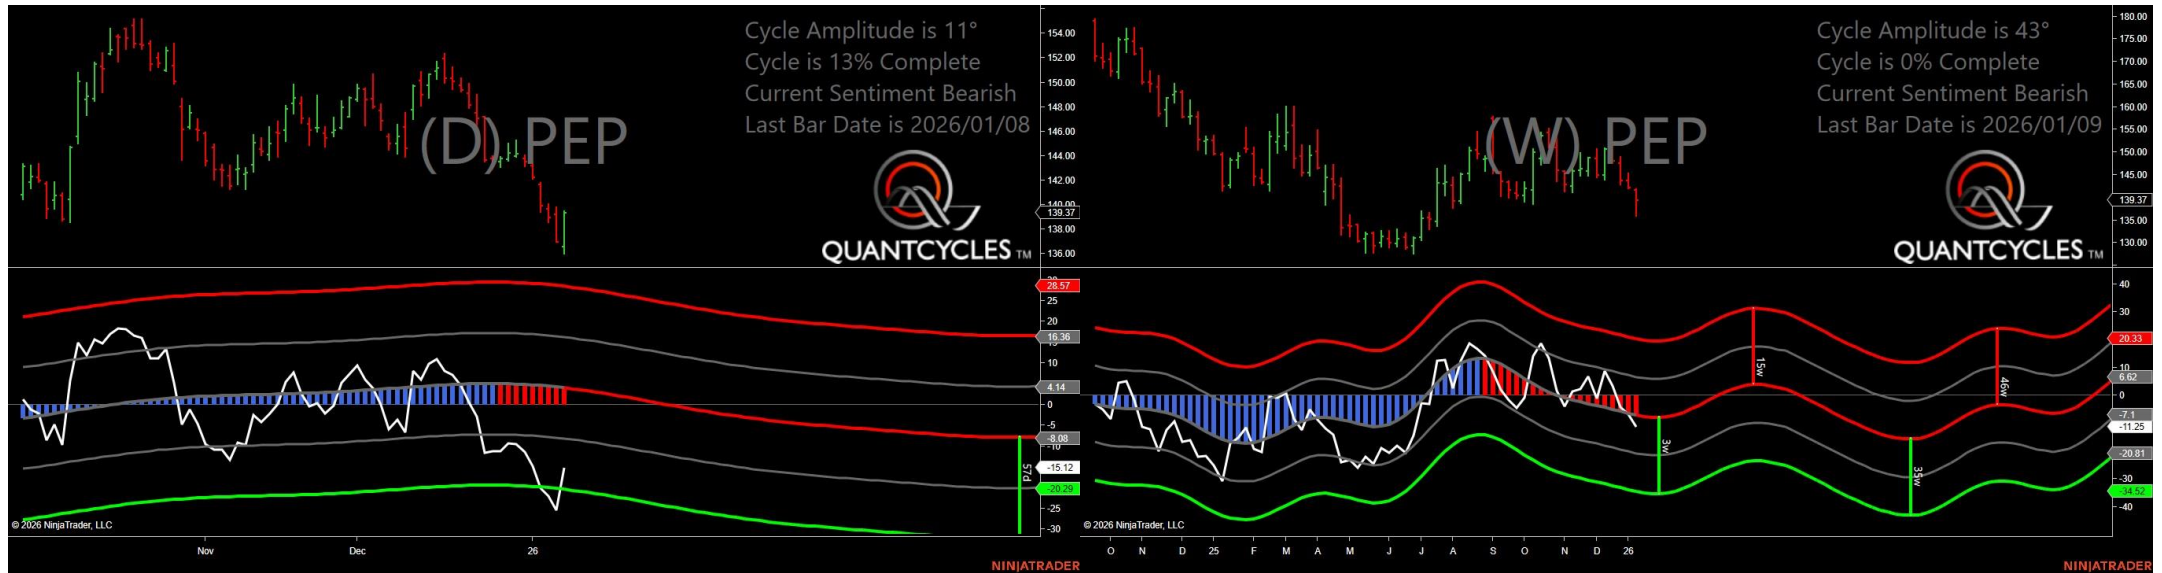 Cycle Amplitude is 11°
Cycle is 13% Complete
Current Sentiment Bearish
Last Bar Date is 2026/01/08
(D) PEP
QUANTCYCLES TM
154.00
152.00
150.00
148.00
146.00
144.00
142.00
140.00
139.37
138.00
136.00
28.57
25
20
16.36
10
4.14
0
-5
-8.08
-10
-15.12
-20.29
-25
-30
57d
© 2026 NinjaTrader, LLC
Nov
Dec
26
NINJATRADER
Cycle Amplitude is 43°
Cycle is 0% Complete
Current Sentiment Bearish
Last Bar Date is 2026/01/09
(W) PEP
QUANTCYCLES TM
180.00
175.00
170.00
165.00
160.00
155.00
150.00
145.00
139.37
135.00
130.00
40
30
20.33
10
6.62
0
-7.1
-11.25
-20.81
-30
-34.52
-40
15w
46w
3w
35w
© 2026 NinjaTrader, LLC
O N D 25 F M A M J J A S O N D 26
NINJATRADER